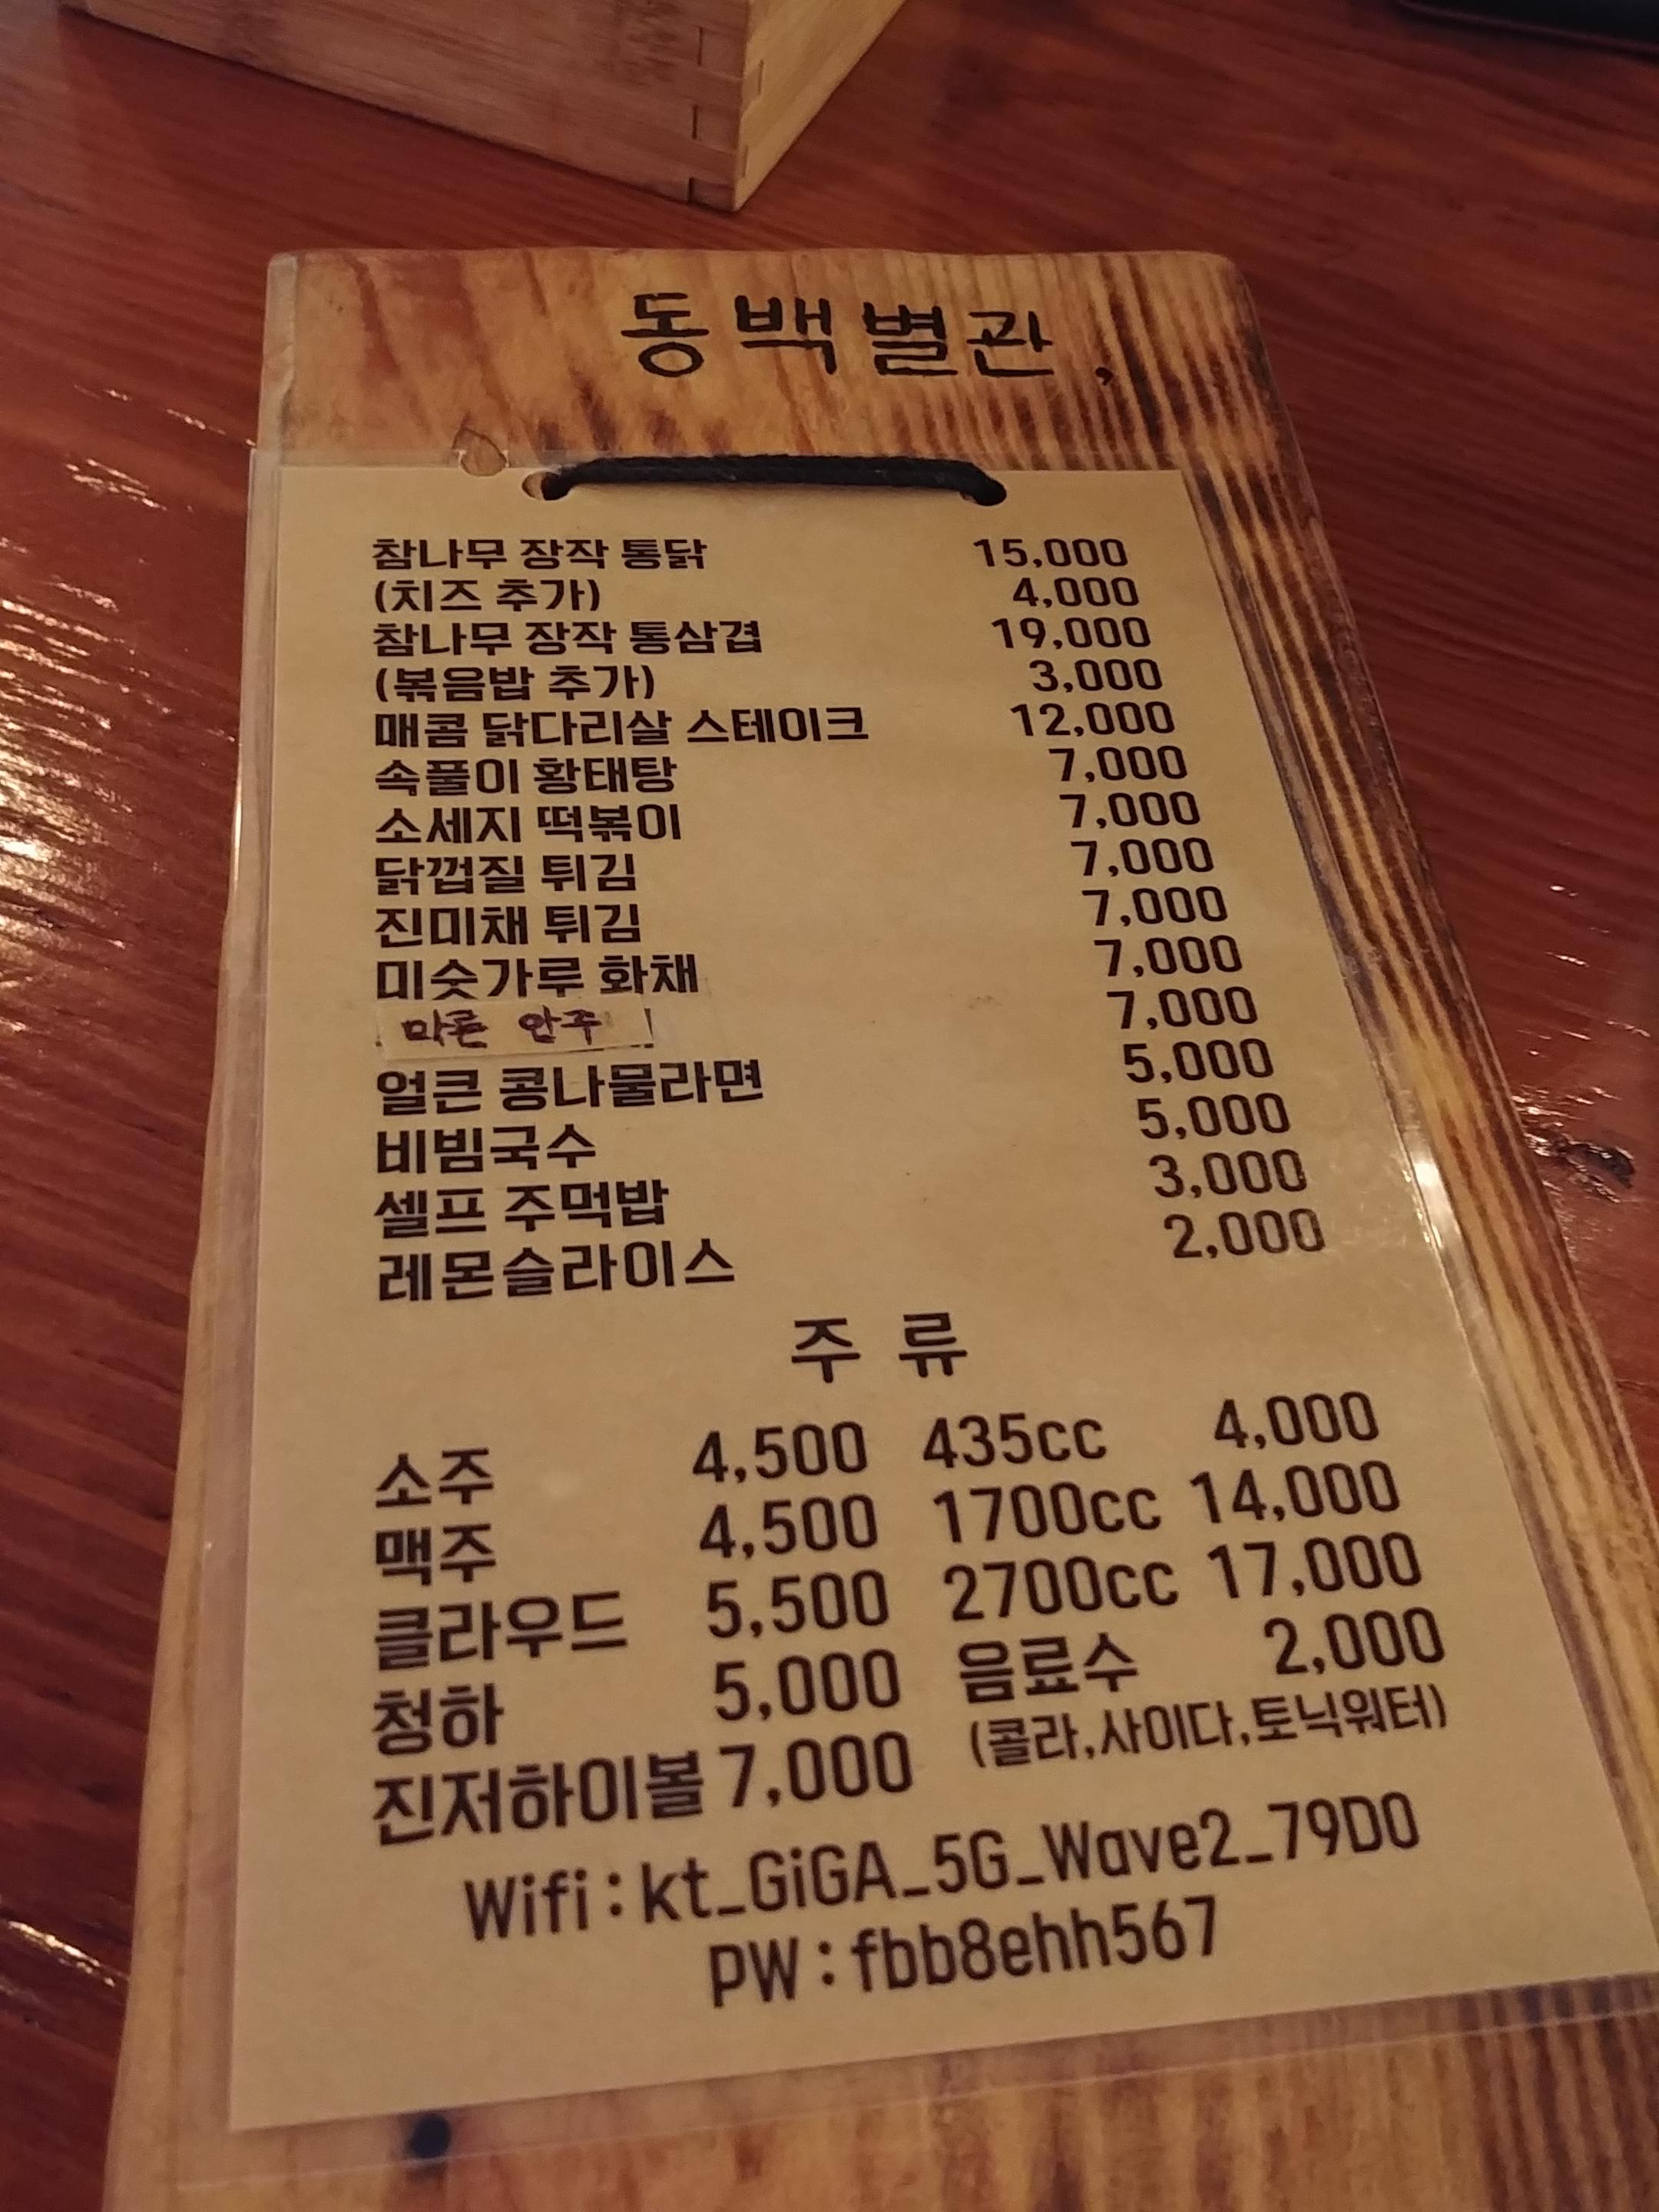 동백별관,
참나무 장작 통닭 15,000
(치즈 추가) 4,000
참나무 장작 통삼겹 19,000
(볶음밥 추가) 3,000
매콤 닭다리살 스테이크 12,000
속풀이 황태탕 7,000
소세지 떡볶이 7,000
닭껍질 튀김 7,000
진미채 튀김 7,000
미숫가루 화채 7,000
마른 안주 7,000
얼큰 콩나물라면 5,000
비빔국수 5,000
셀프 주먹밥 3,000
레몬슬라이스 2,000
주 류
소주 4,500 435cc 4,000
맥주 4,500 1700cc 14,000
클라우드 5,500 2700cc 17,000
청하 5,000 음료수 2,000
진저하이볼 7,000 (콜라,사이다,토닉워터)
Wifi : kt_GiGA_5G_Wave2_79D0
PW : fbb8ehh567